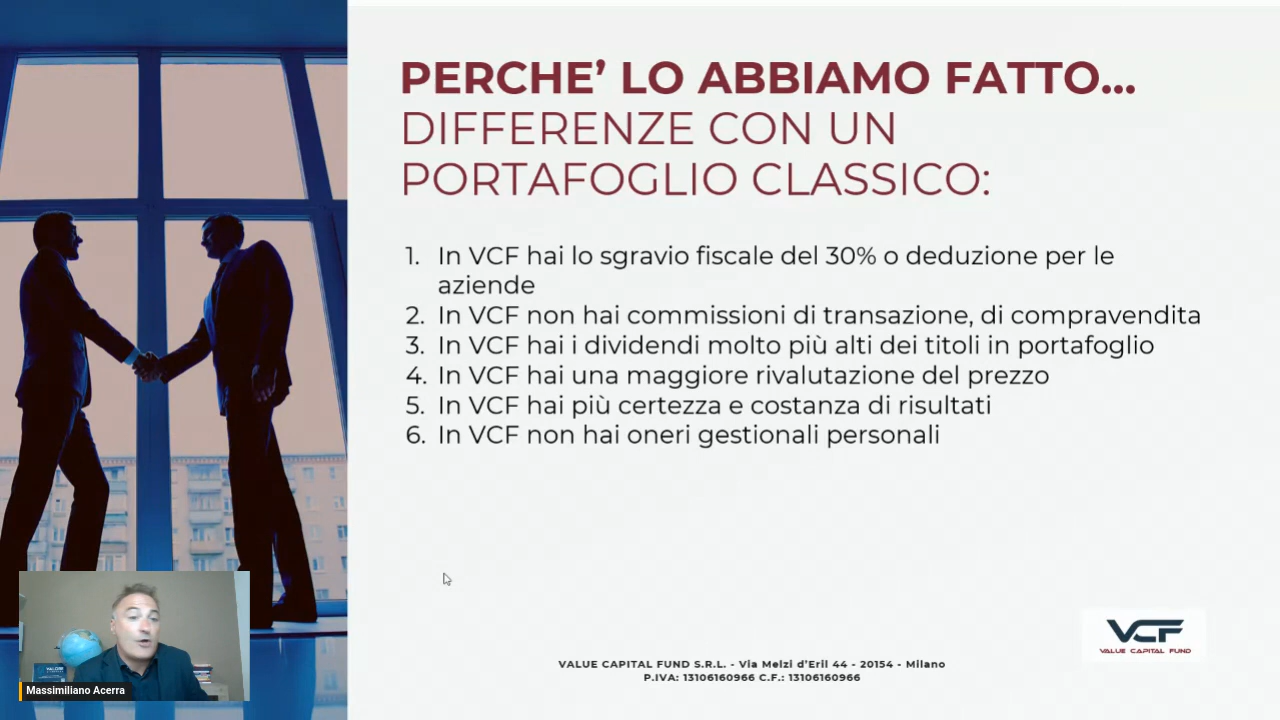 PERCHE’ LO ABBIAMO FATTO...
DIFFERENZE CON UN
PORTAFOGLIO CLASSICO:
1. In VCF hai lo sgravio fiscale del 30% o deduzione per le
aziende
2. In VCF non hai commissioni di transazione, di compravendita
3. In VCF hai i dividendi molto più alti dei titoli in portafoglio
4. In VCF hai una maggiore rivalutazione del prezzo
5. In VCF hai più certezza e costanza di risultati
6. In VCF non hai oneri gestionali personali
VCF
VALUE CAPITAL FUND
VALUE CAPITAL FUND S.R.L. - Via Melzi d’Eril 44 - 20154 - Milano
P.IVA: 13106160966 C.F.: 13106160966
VALORE
Massimiliano Acerra